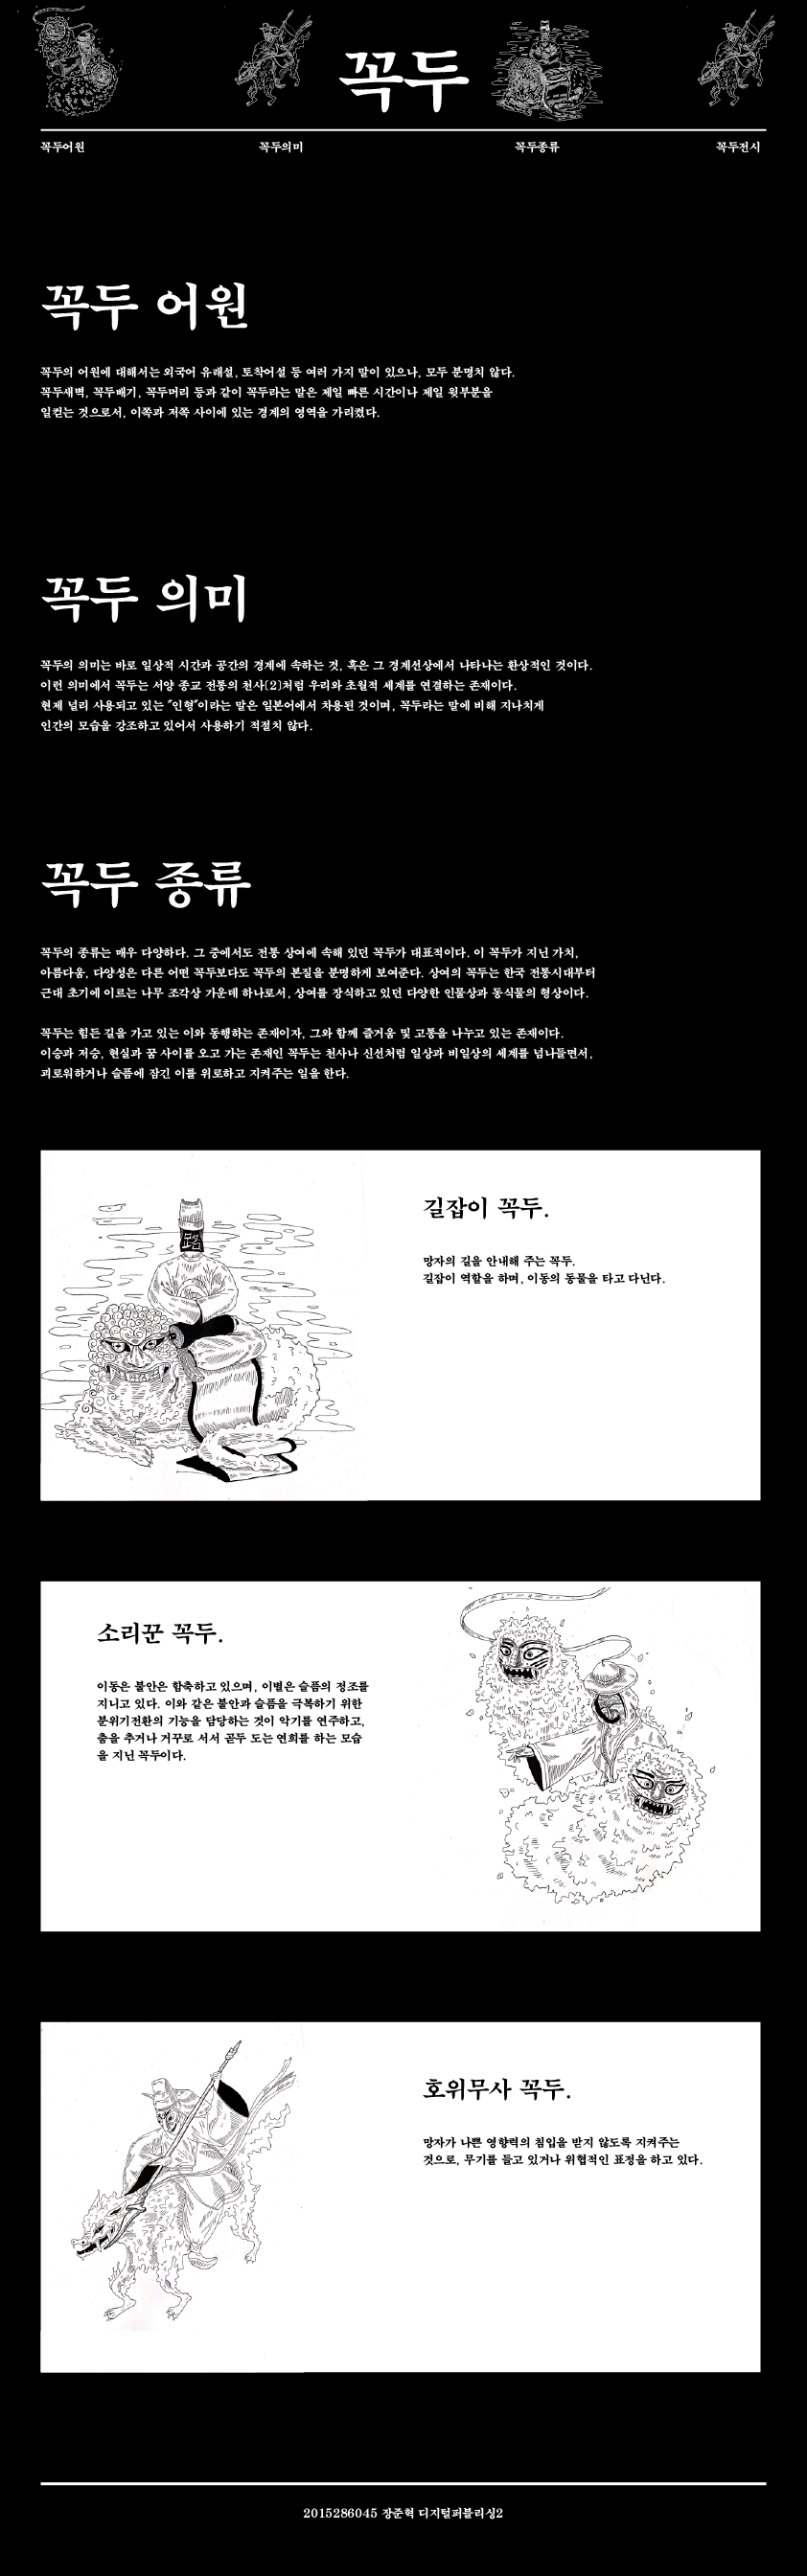 꼭두
꼭두어원 꼭두의미 꼭두종류 꼭두전시
꼭두 어원
꼭두의 어원에 대해서는 외국어 유래설, 토착어설 등 여러 가지 말이 있으나, 모두 분명치 않다.
꼭두새벽, 꼭두배기, 꼭두머리 등과 같이 꼭두라는 말은 제일 빠른 시간이나 제일 윗부분을
일컫는 것으로서, 이쪽과 저쪽 사이에 있는 경계의 영역을 가리켰다.
꼭두 의미
꼭두의 의미는 바로 일상적 시간과 공간의 경계에 속하는 것, 혹은 그 경계선상에서 나타나는 환상적인 것이다.
이런 의미에서 꼭두는 서양 종교 전통의 천사(2)처럼 우리와 초월적 세계를 연결하는 존재이다.
현제 널리 사용되고 있는 "인형"이라는 말은 일본어에서 차용된 것이며, 꼭두라는 말에 비해 지나치게
인간의 모습을 강조하고 있어서 사용하기 적절치 않다.
꼭두 종류
꼭두의 종류는 매우 다양하다. 그 중에서도 전통 상여에 속해 있던 꼭두가 대표적이다. 이 꼭두가 지닌 가치,
아름다움, 다양성은 다른 어떤 꼭두보다도 꼭두의 본질을 분명하게 보여준다. 상여의 꼭두는 한국 전통시대부터
근대 초기에 이르는 나무 조각상 가운데 하나로서, 상여를 장식하고 있던 다양한 인물상과 동식물의 형상이다.
꼭두는 힘든 길을 가고 있는 이와 동행하는 존재이자, 그와 함께 즐거움 및 고통을 나누고 있는 존재이다.
이승과 저승, 현실과 꿈 사이를 오고 가는 존재인 꼭두는 천사나 신선처럼 일상과 비일상의 세계를 넘나들면서,
괴로워하거나 슬픔에 잠긴 이를 위로하고 지켜주는 일을 한다.
길잡이 꼭두.
망자의 길을 안내해 주는 꼭두.
길잡이 역할을 하며, 이동의 동물을 타고 다닌다.
소리꾼 꼭두.
이동은 불안은 함축하고 있으며, 이별은 슬픔의 정조를
지니고 있다. 이와 같은 불안과 슬픔을 극복하기 위한
분위기전환의 기능을 담당하는 것이 악기를 연주하고,
춤을 추거나 거꾸로 서서 곧두 도는 연희를 하는 모습
을 지닌 꼭두이다.
호위무사 꼭두.
망자가 나쁜 영향력의 침입을 받지 않도록 지켜주는
것으로, 무기를 들고 있거나 위협적인 표정을 하고 있다.
2015286045 장준혁 디지털퍼블리싱2